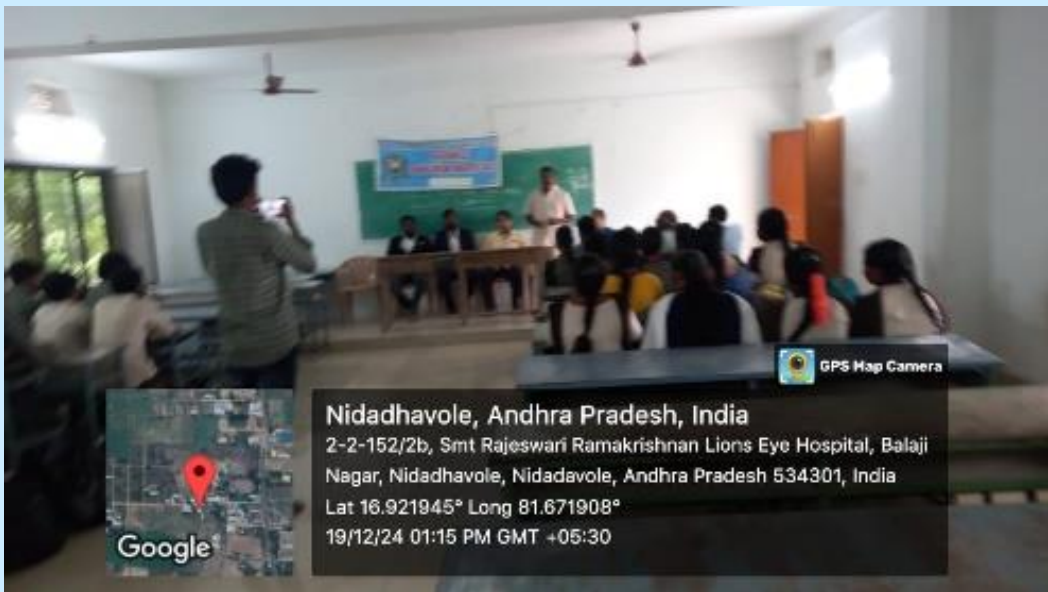 GPS Map Camera
Nidadhavole, Andhra Pradesh, India
2-2-152/2b, Smt Rajeswari Ramakrishnan Lions Eye Hospital, Balaji
Nagar, Nidadhavole, Nidadavole, Andhra Pradesh 534301, India
Lat 16.921945° Long 81.671908°
19/12/24 01:15 PM GMT +05:30
Google